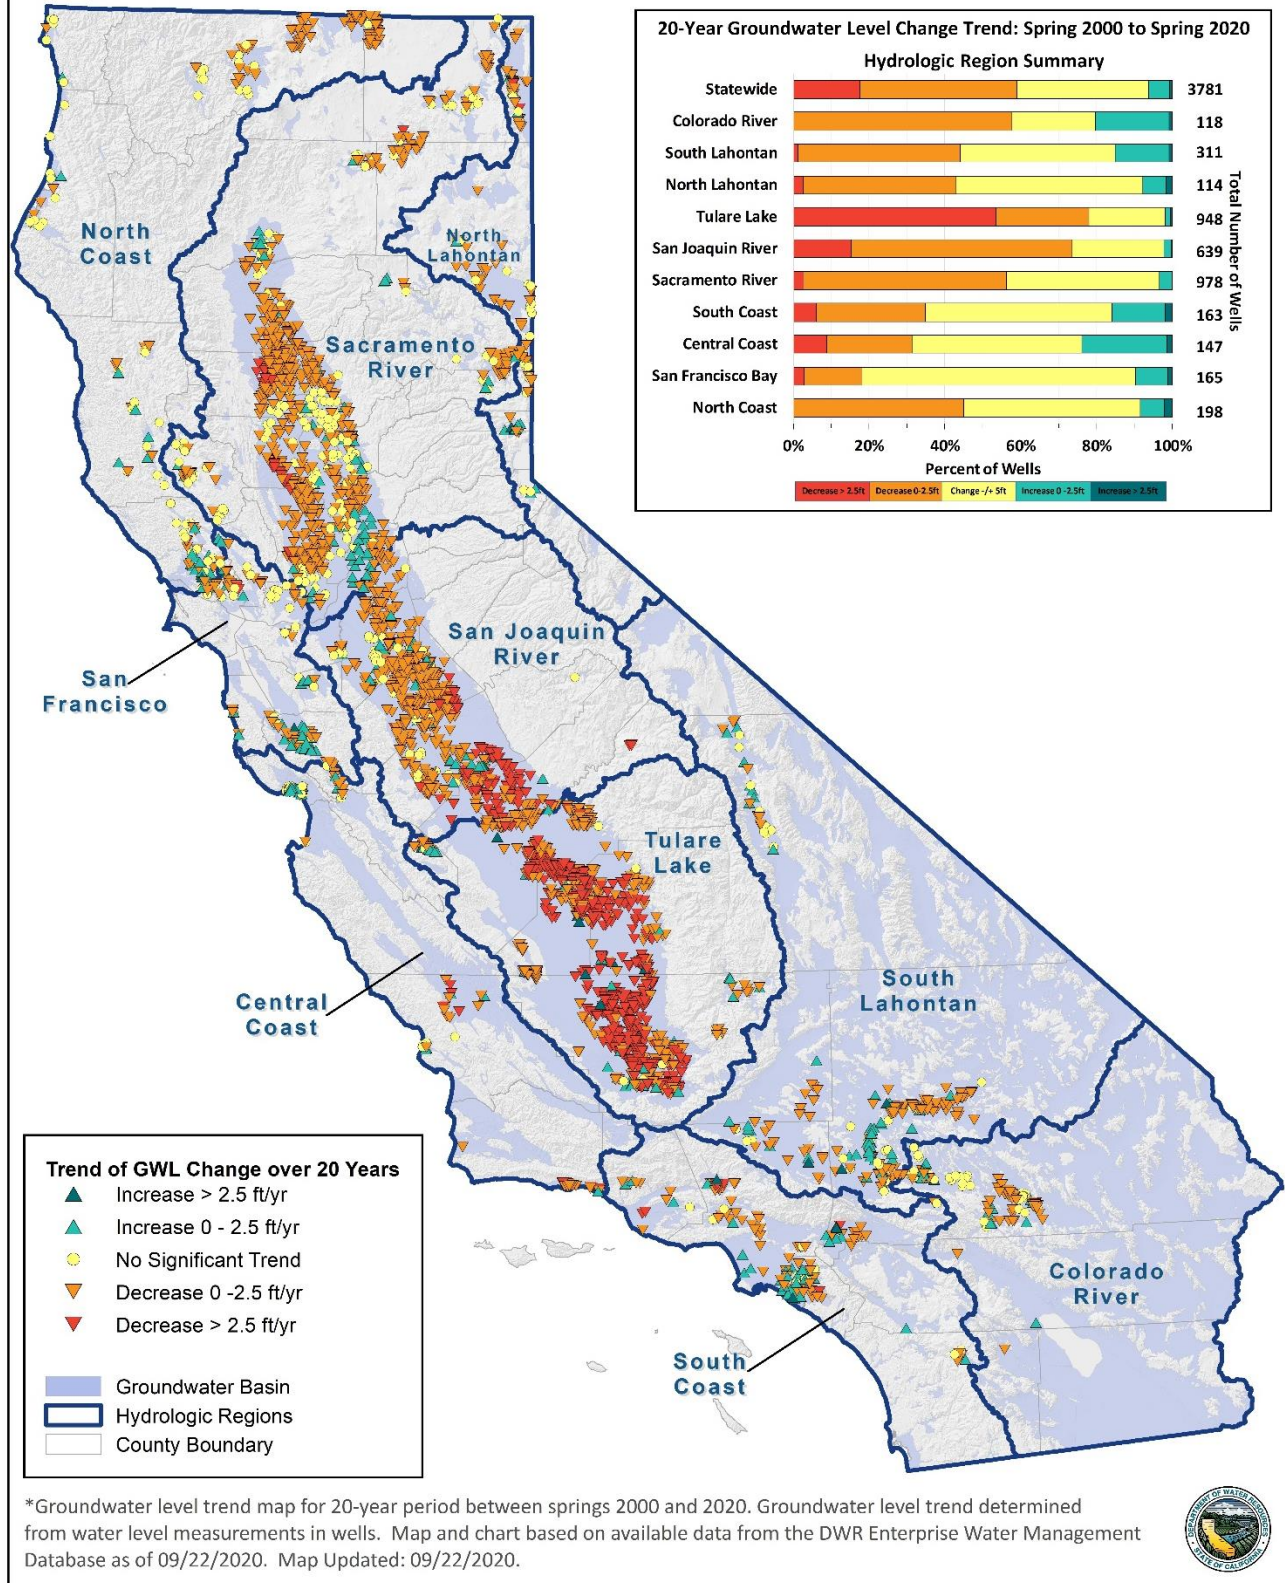 20-Year Groundwater Level Change Trend: Spring 2000 to Spring 2020
Hydrologic Region Summary
Statewide 3781
Colorado River 118
South Lahontan 311
North Lahontan 114
Tulare Lake 948
San Joaquin River 639
Sacramento River 978
South Coast 163
Central Coast 147
San Francisco Bay 165
North Coast 198
Total Number of Wells
0% 20% 40% 60% 80% 100%
Percent of Wells
Decrease > 2.5ft Decrease 0-2.5ft Change -/+ 5ft Increase 0 -2.5ft Increase > 2.5ft
North
Coast
North
Lahontan
Sacramento
River
San Joaquin
River
San
Francisco
Tulare
Lake
Central
Coast
South
Lahontan
Colorado
River
South
Coast
Trend of GWL Change over 20 Years
Increase > 2.5 ft/yr
Increase 0 - 2.5 ft/yr
No Significant Trend
Decrease 0 -2.5 ft/yr
Decrease > 2.5 ft/yr
Groundwater Basin
Hydrologic Regions
County Boundary
*Groundwater level trend map for 20-year period between springs 2000 and 2020. Groundwater level trend determined
from water level measurements in wells. Map and chart based on available data from the DWR Enterprise Water Management
Database as of 09/22/2020. Map Updated: 09/22/2020.
DEPARTMENT OF WATER RESOURCES
STATE OF CALIFORNIA